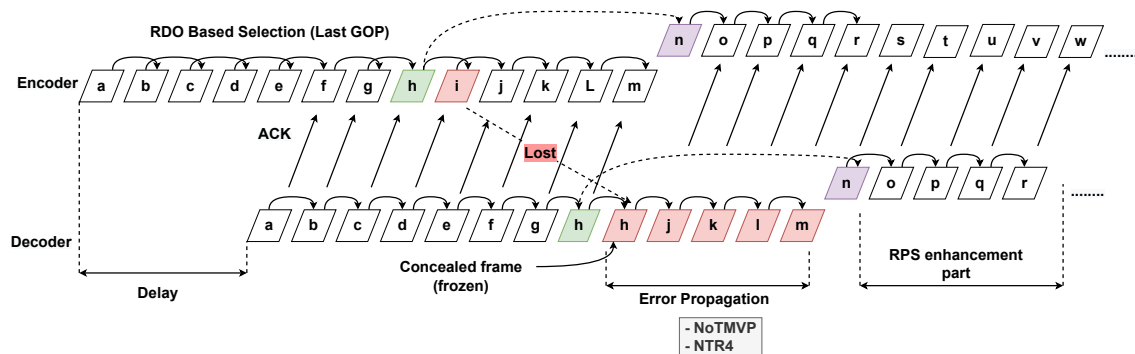 RDO Based Selection (Last GOP)
n o p q r s t u v w ........
Encoder
a b c d e f g h i j k L m
ACK
Lost
n o p q r ........
Decoder
a b c d e f g h h j k l m
Concealed frame
(frozen)
RPS enhancement
part
Delay
Error Propagation
- NoTMVP
- NTR4